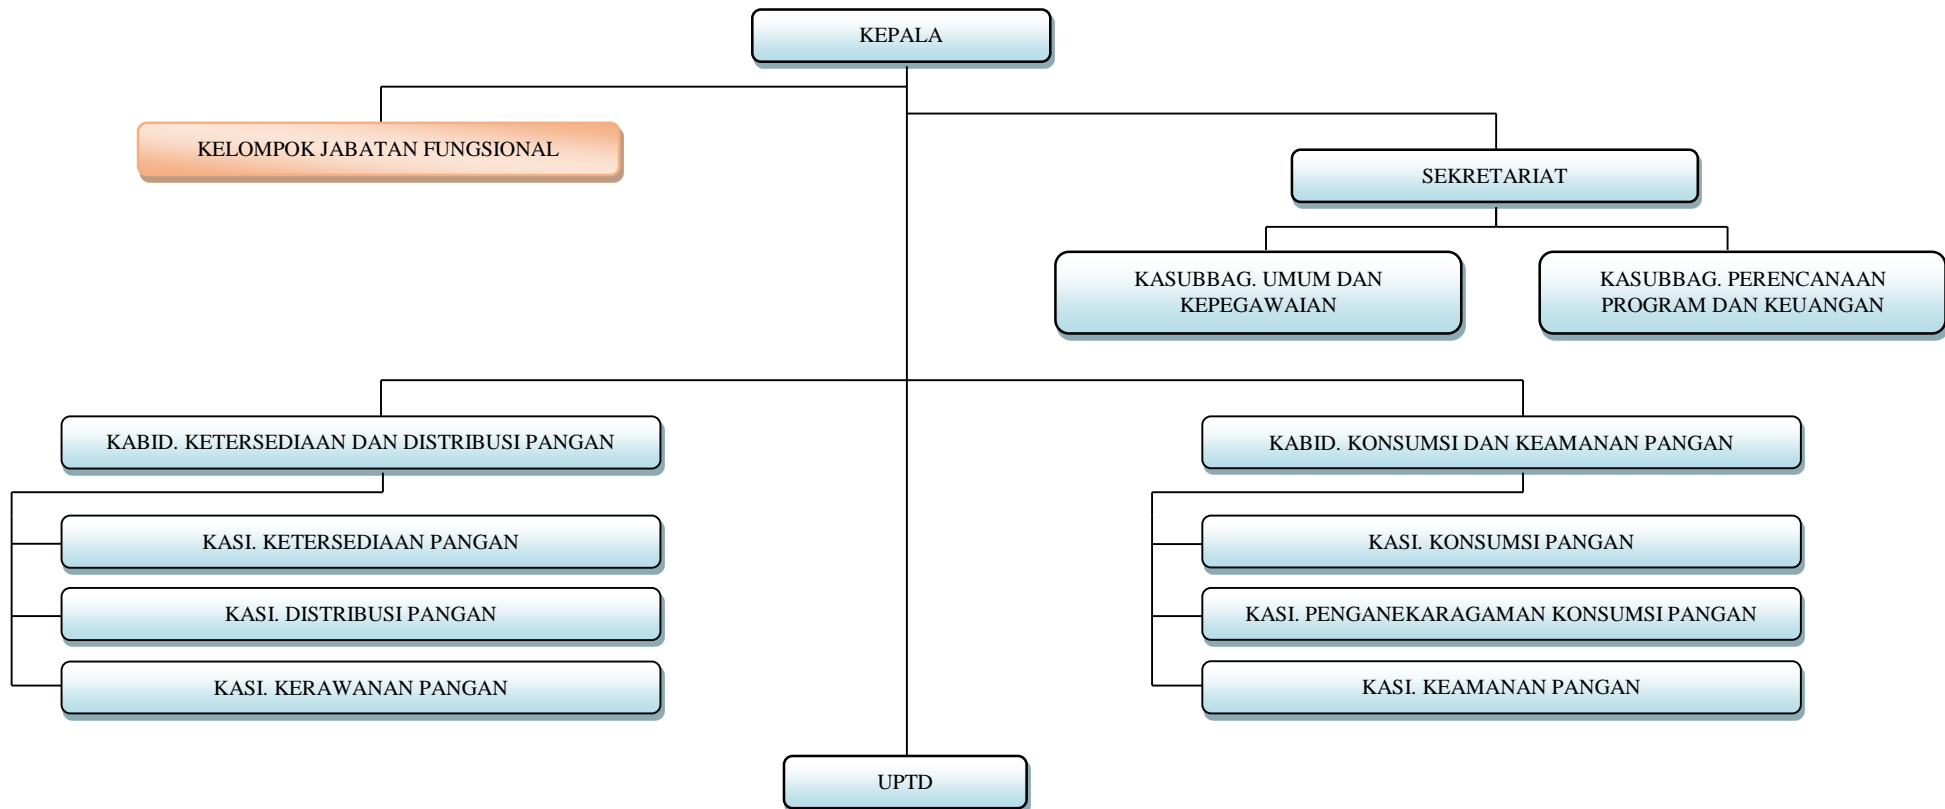 KEPALA
KELOMPOK JABATAN FUNGSIONAL
SEKRETARIAT
KASUBBAG. UMUM DAN
KEPEGAWAIAN
KASUBBAG. PERENCANAAN
PROGRAM DAN KEUANGAN
KABID. KETERSEDIAAN DAN DISTRIBUSI PANGAN
KASI. KETERSEDIAAN PANGAN
KASI. DISTRIBUSI PANGAN
KASI. KERAWANAN PANGAN
KABID. KONSUMSI DAN KEAMANAN PANGAN
KASI. KONSUMSI PANGAN
KASI. PENGANEKARAGAMAN KONSUMSI PANGAN
KASI. KEAMANAN PANGAN
UPTD